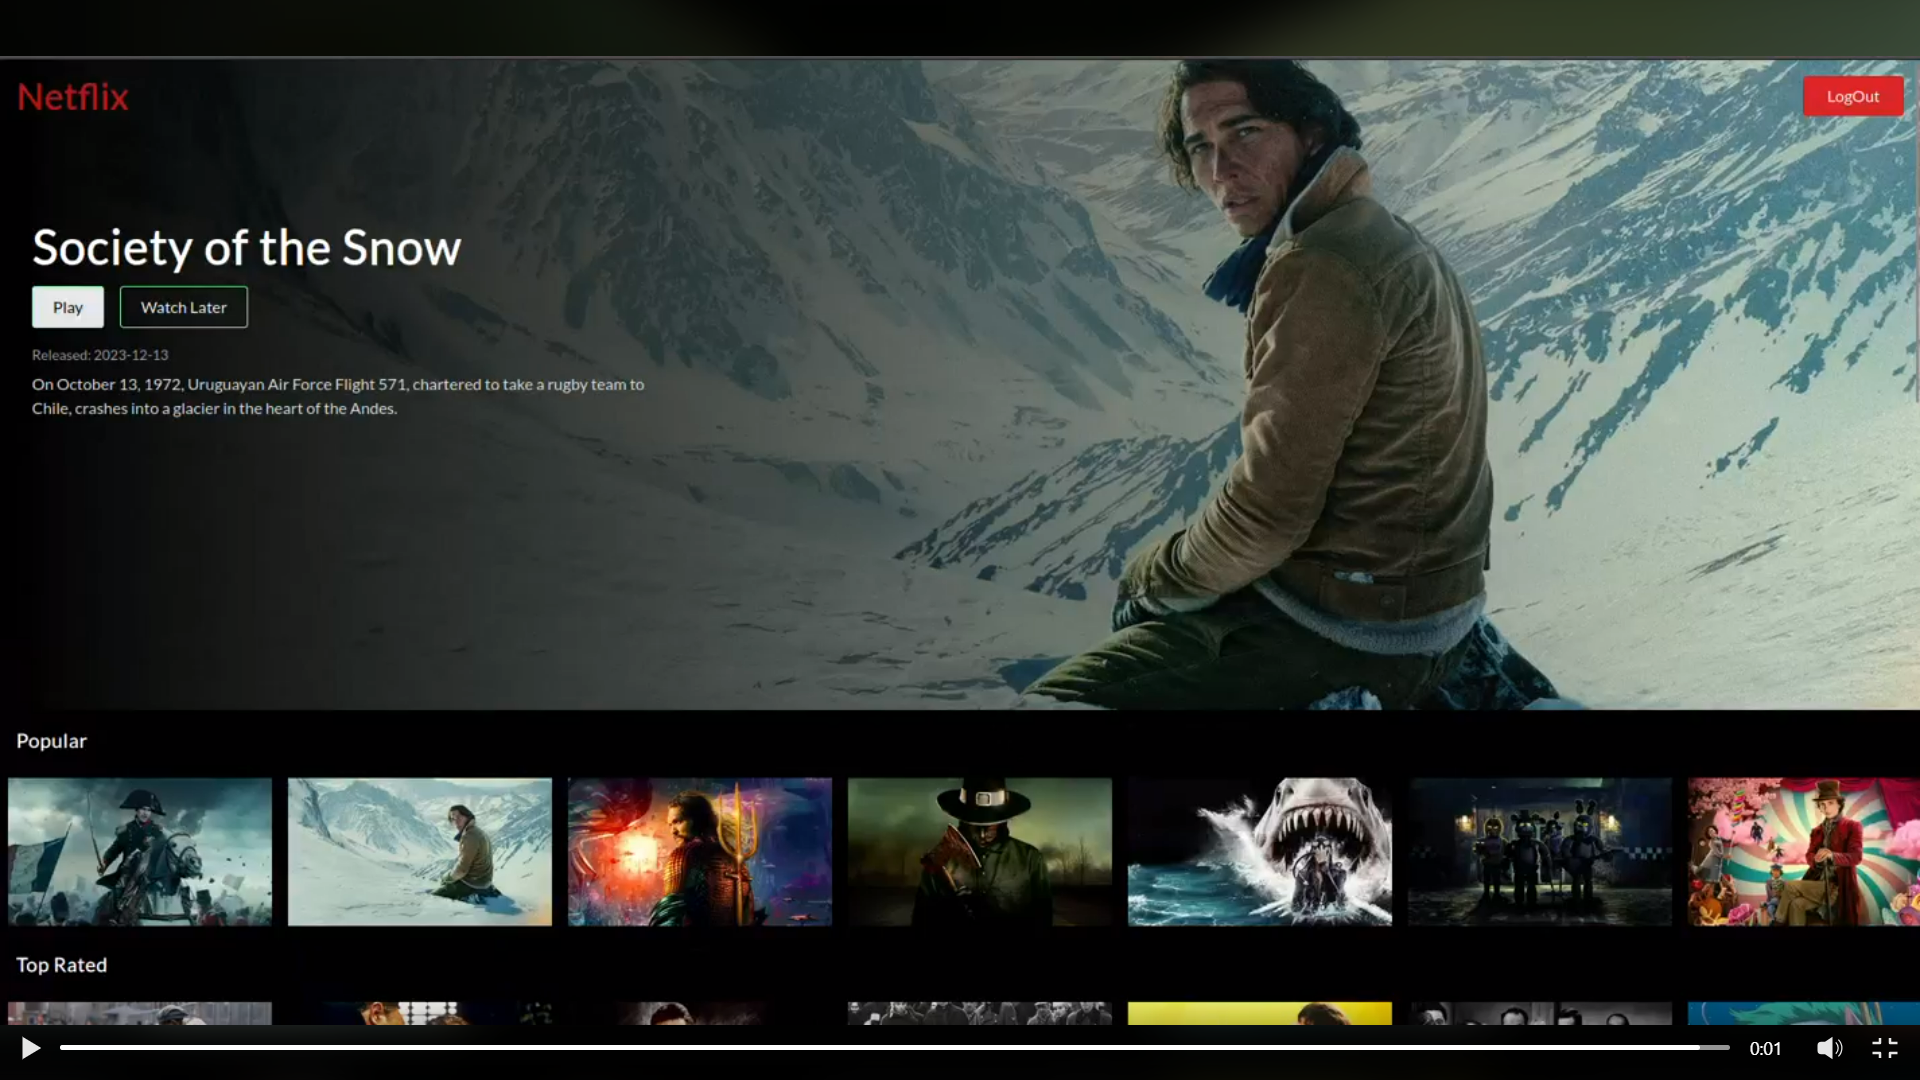 Netflix
LogOut
Society of the Snow
Play
Watch Later
Released: 2023-12-13
On October 13, 1972, Uruguayan Air Force Flight 571, chartered to take a rugby team to
Chile, crashes into a glacier in the heart of the Andes.
Popular
Top Rated
0:01